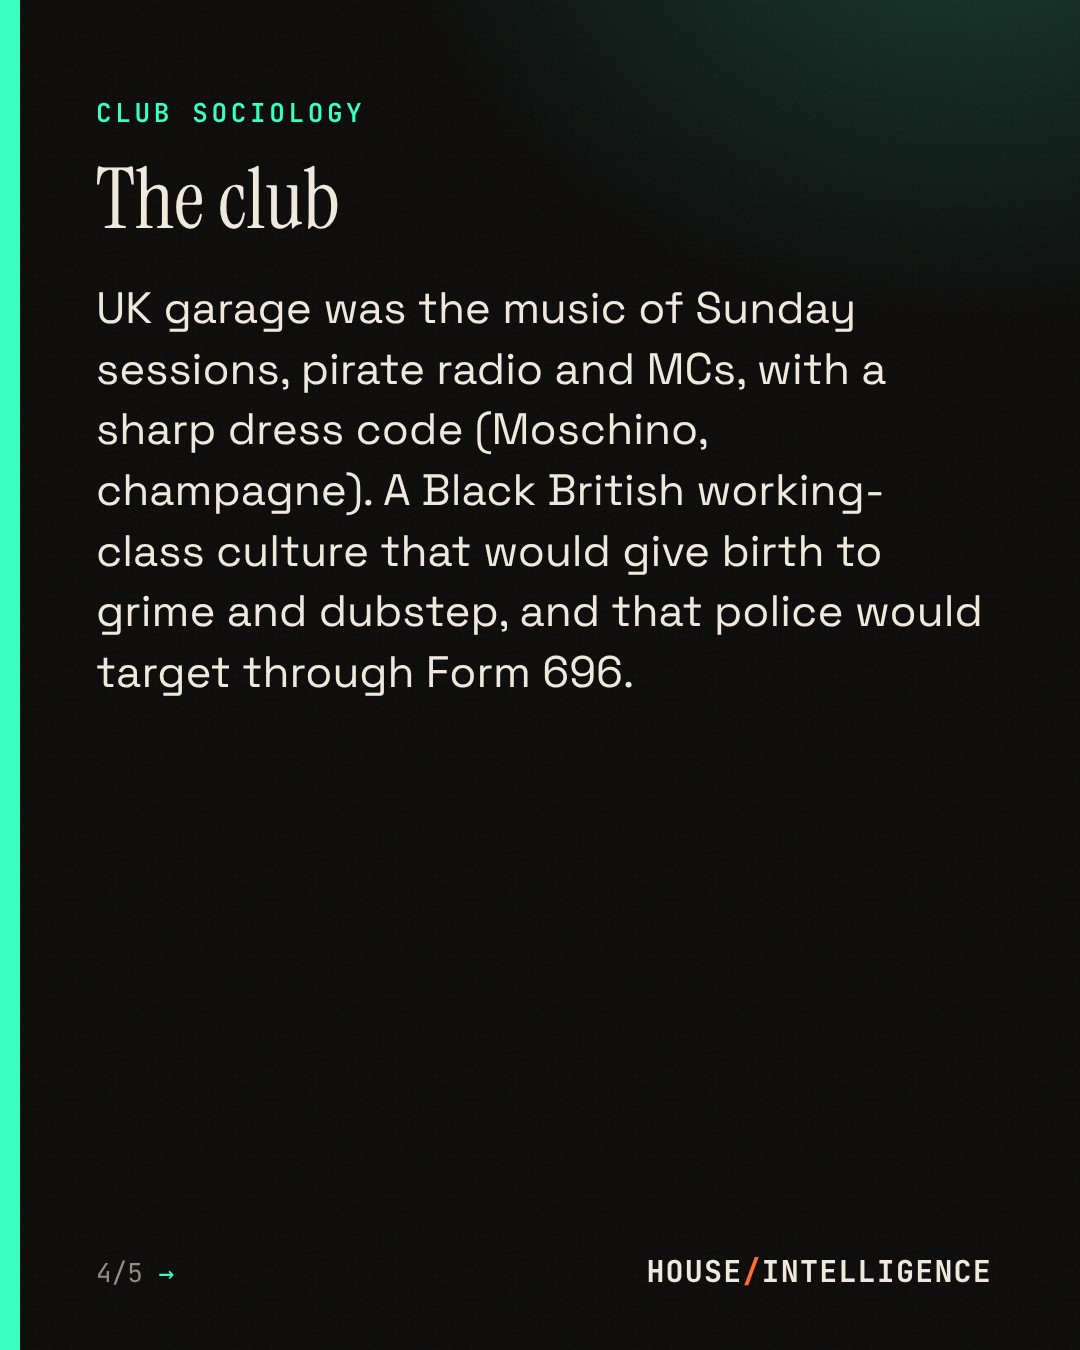 CLUB SOCIOLOGY
The club
UK garage was the music of Sunday
sessions, pirate radio and MCs, with a
sharp dress code (Moschino,
champagne). A Black British working-
class culture that would give birth to
grime and dubstep, and that police would
target through Form 696.
4/5 →
HOUSE/INTELLIGENCE